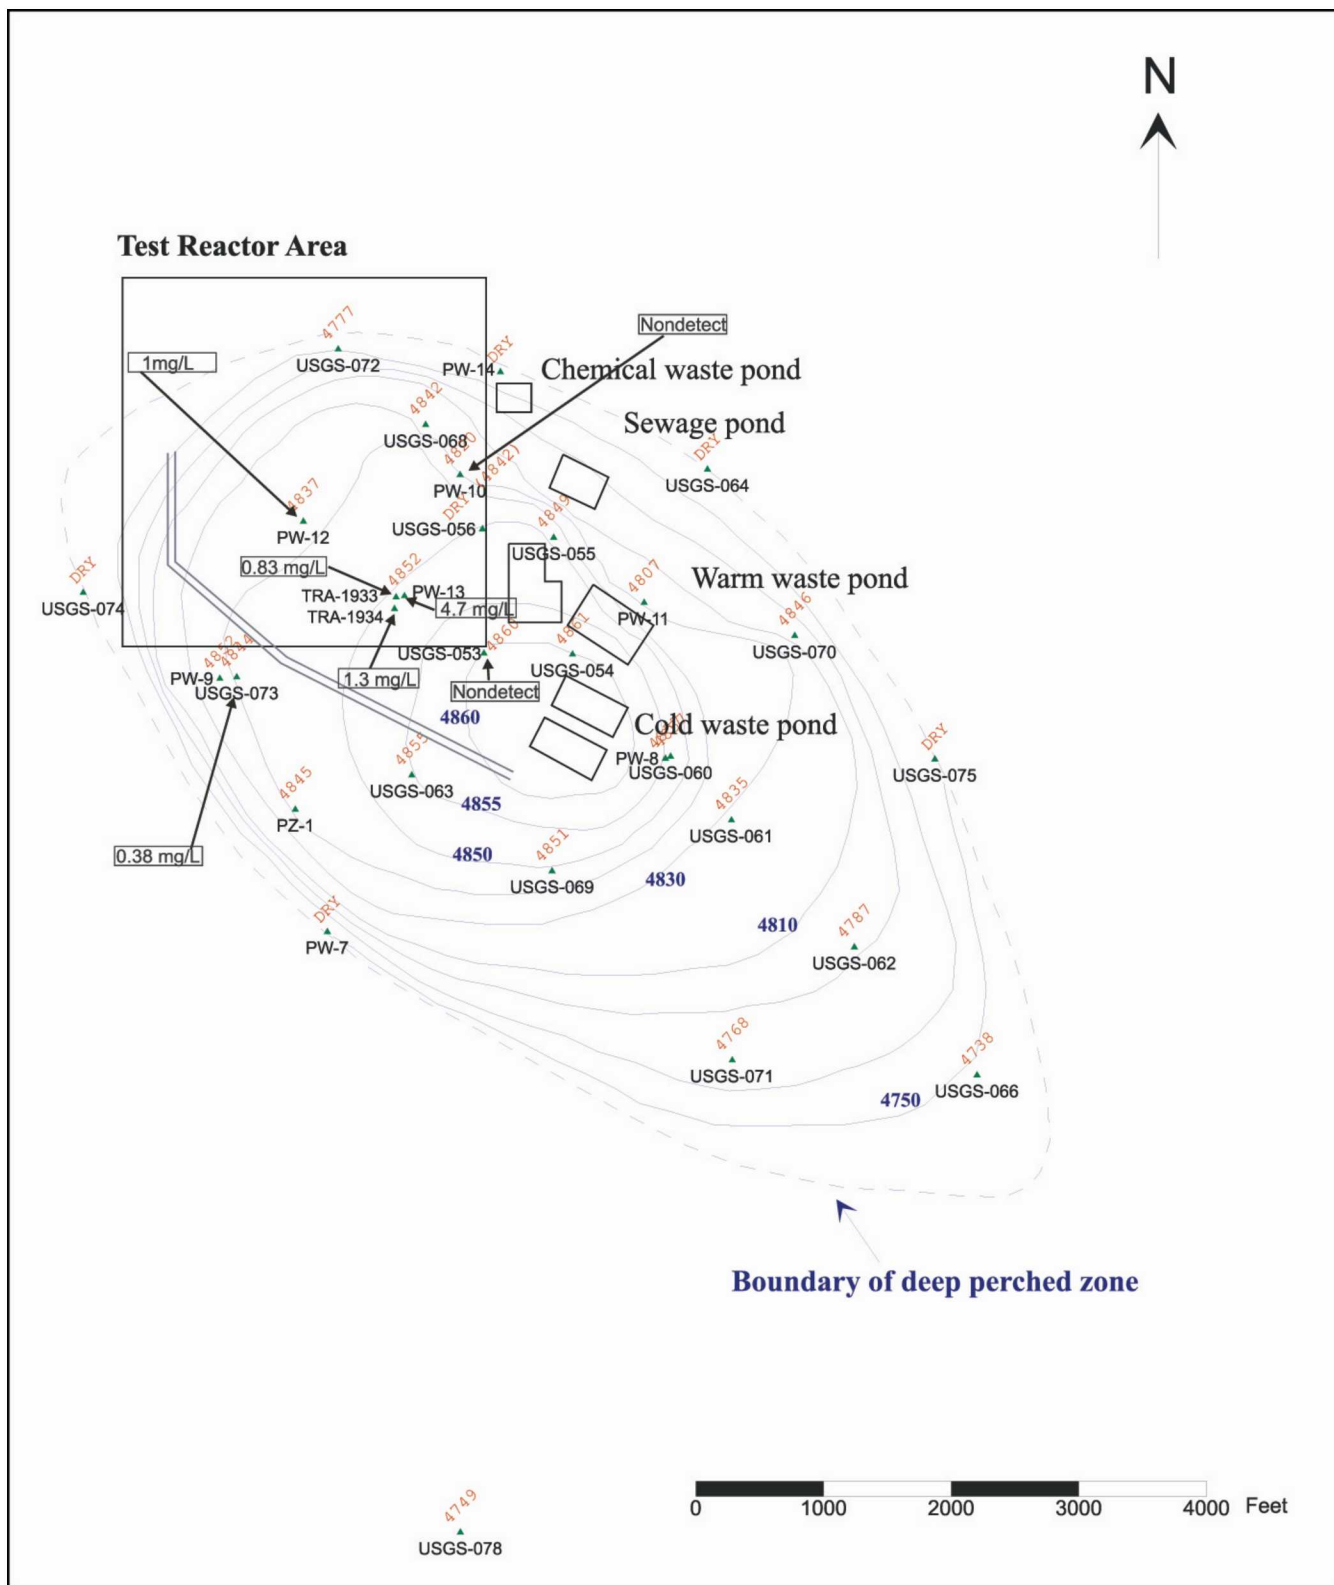 N
Test Reactor Area
4777
USGS-072
Nondetect
DRY
PW-14
Chemical waste pond
1mg/L
4842
USGS-068
Sewage pond
DRY
USGS-064
PW-10
DRY (4842)
USGS-056
4837
PW-12
4849
USGS-055
0.83 mg/L
4852
TRA-1933
PW-13
TRA-1934
4.7 mg/L
DRY
USGS-074
4807
PW-11
Warm waste pond
4846
USGS-070
USGS-053
4861
USGS-054
4852
4844
PW-9
USGS-073
1.3 mg/L
Nondetect
4860
Cold waste pond
PW-8
USGS-060
DRY
USGS-075
USGS-063
4845
PZ-1
4855
4835
USGS-061
0.38 mg/L
4850
4851
USGS-069
4830
DRY
PW-7
4810
4787
USGS-062
4768
USGS-071
4738
USGS-066
4750
Boundary of deep perched zone
4749
USGS-078
0 1000 2000 3000 4000 Feet